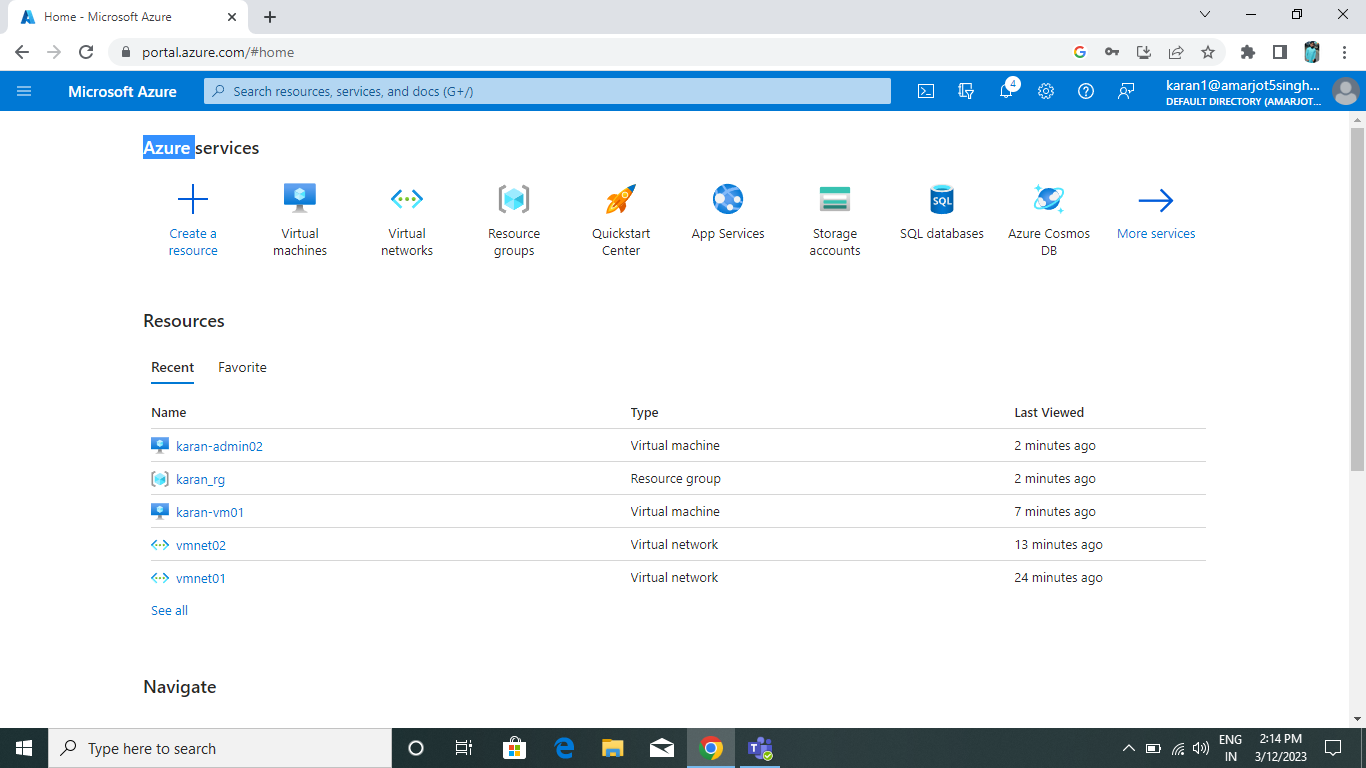 Home - Microsoft Azure
portal.azure.com/#home
Microsoft Azure
Search resources, services, and docs (G+/)
4
karan1@amarjot5singh...
DEFAULT DIRECTORY (AMARJOT...
Azure services
Create a
resource
Virtual
machines
Virtual
networks
Resource
groups
Quickstart
Center
App Services
Storage
accounts
SQL
SQL databases
Azure Cosmos
DB
More services
Resources
Recent
Favorite
Name Type Last Viewed
karan-admin02 Virtual machine 2 minutes ago
karan_rg Resource group 2 minutes ago
karan-vm01 Virtual machine 7 minutes ago
vmnet02 Virtual network 13 minutes ago
vmnet01 Virtual network 24 minutes ago
See all
Navigate
Type here to search
ENG
IN
2:14 PM
3/12/2023